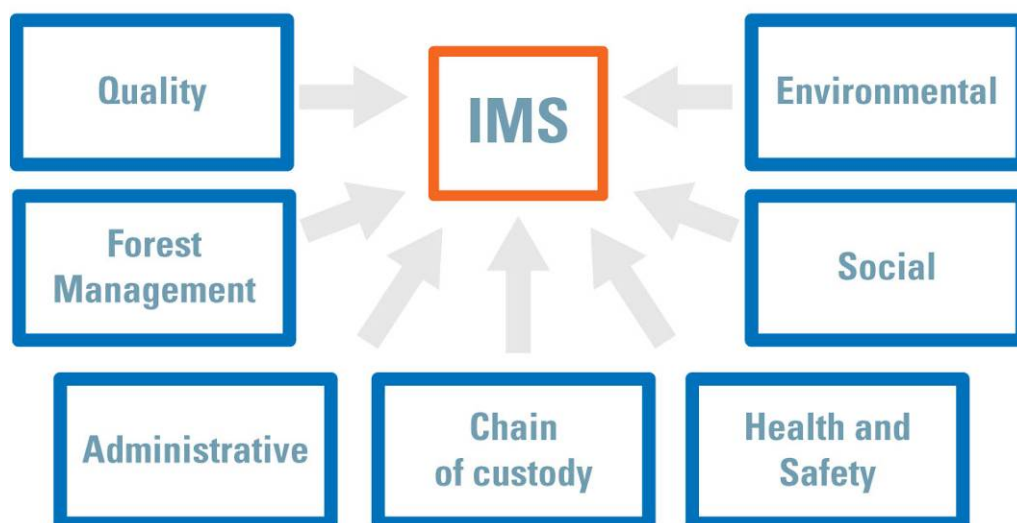 Quality
IMS
Environmental
Forest
Management
Social
Administrative
Chain
of custody
Health and
Safety